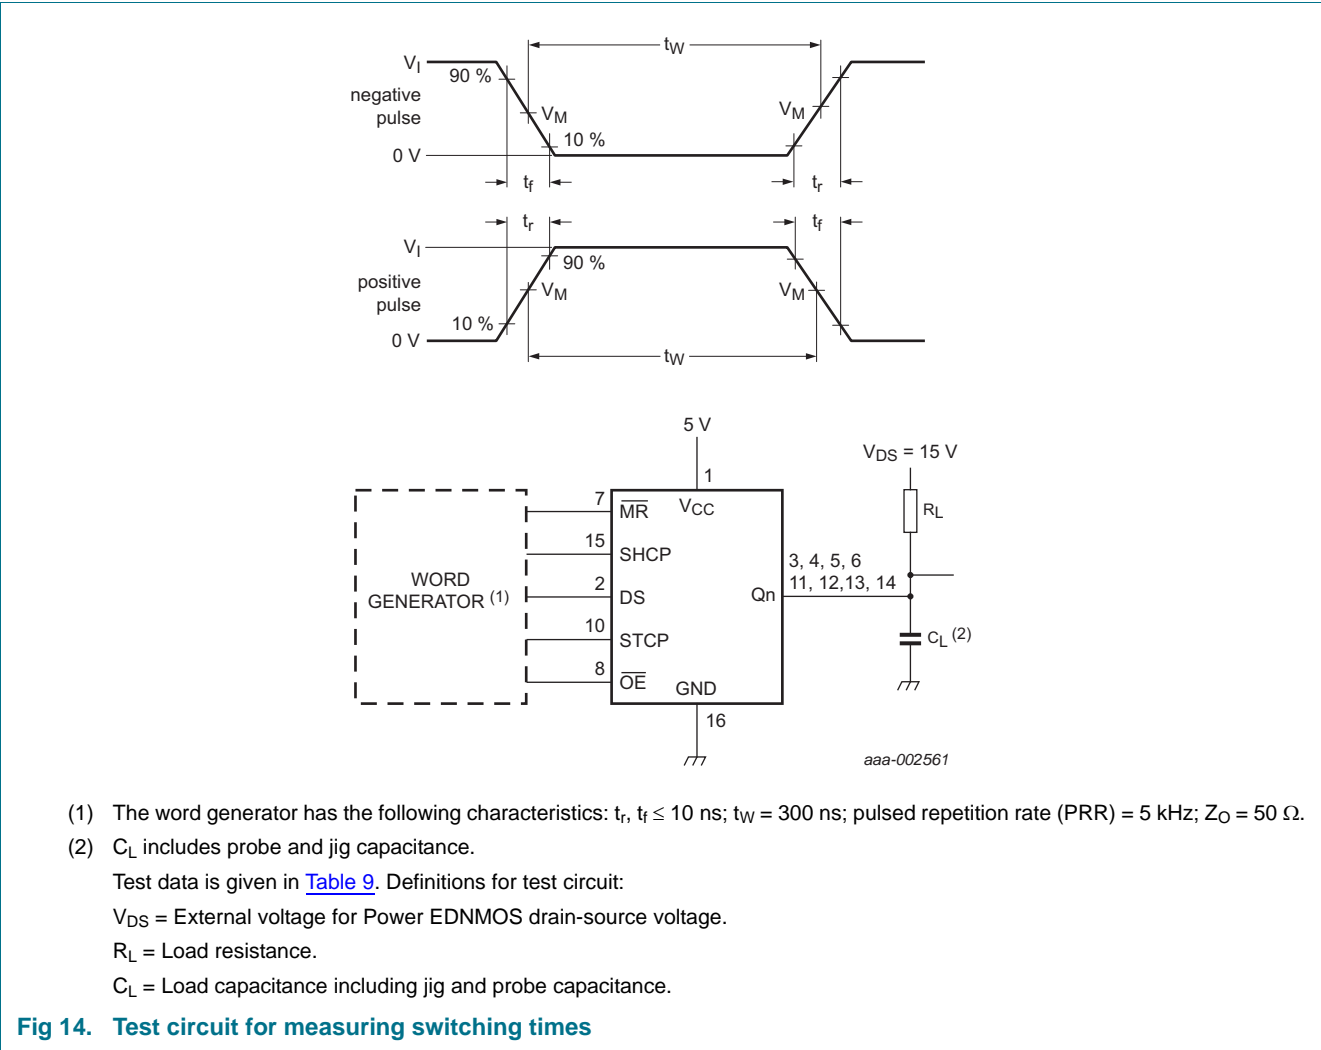 tW
VI
90 %
negative
pulse
VM
VM
10 %
0 V
tf
tr
tr
tf
VI
90 %
positive
pulse
VM
VM
10 %
0 V
tW
5 V
VDS = 15 V
1
7
MR
VCC
RL
15
SHCP
3, 4, 5, 6
WORD
GENERATOR (1)
2
DS
Qn
11, 12,13, 14
10
STCP
CL (2)
8
OE
GND
16
aaa-002561
(1) The word generator has the following characteristics: tr, tf ≤ 10 ns; tW = 300 ns; pulsed repetition rate (PRR) = 5 kHz; ZO = 50 Ω.
(2) CL includes probe and jig capacitance.
Test data is given in Table 9. Definitions for test circuit:
VDS = External voltage for Power EDNMOS drain-source voltage.
RL = Load resistance.
CL = Load capacitance including jig and probe capacitance.
Fig 14. Test circuit for measuring switching times